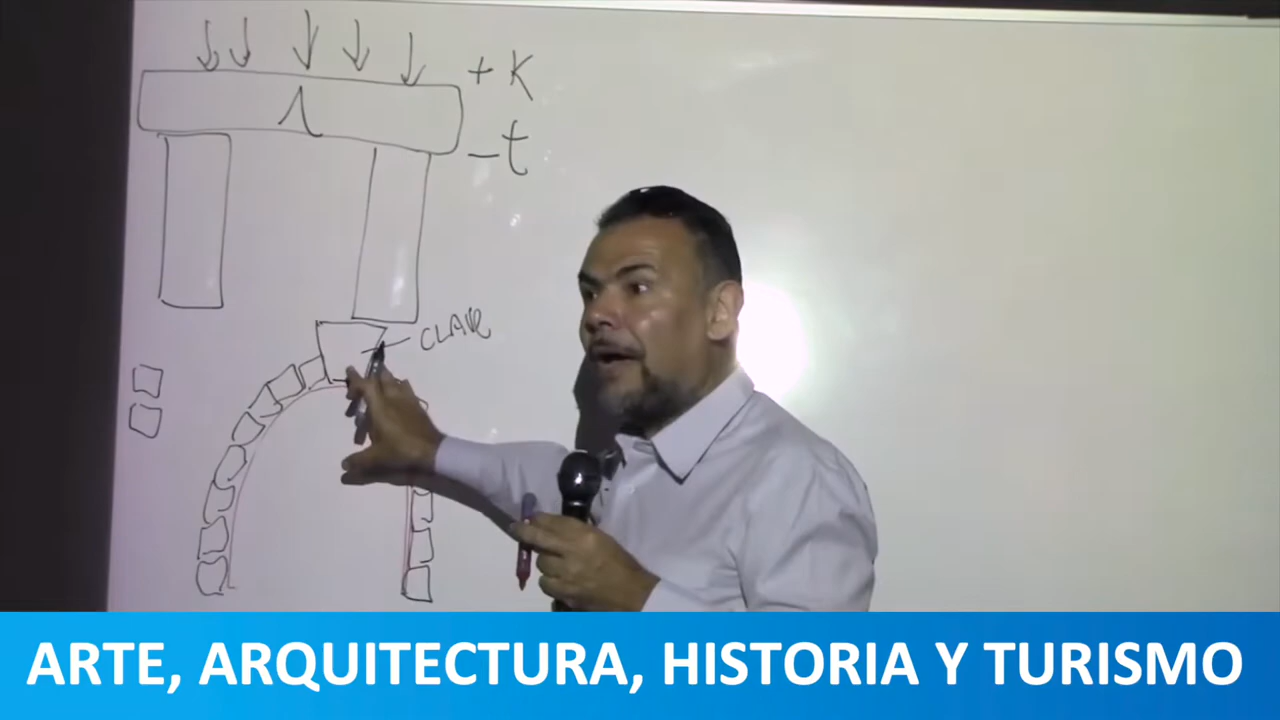 + K
- t
CLAVE
ARTE, ARQUITECTURA, HISTORIA Y TURISMO